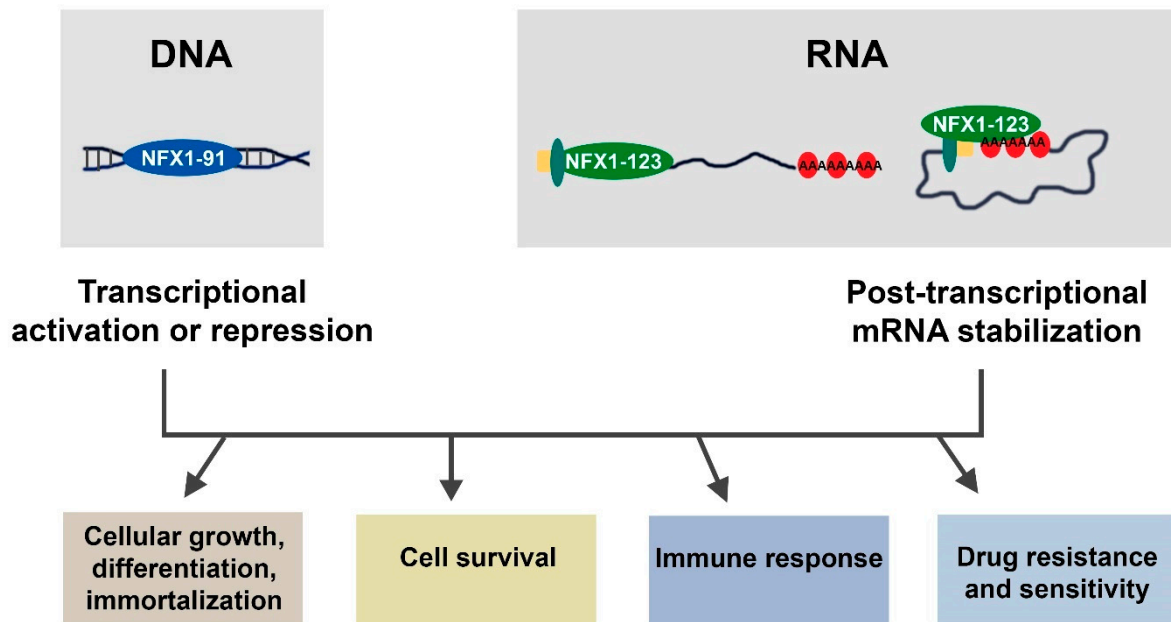 DNA
RNA
NFX1-91
NFX1-123
AAAAAAAAA
NFX1-123
AAAAAAA
Transcriptional
activation or repression
Post-transcriptional
mRNA stabilization
Cellular growth,
differentiation,
immortalization
Cell survival
Immune response
Drug resistance
and sensitivity